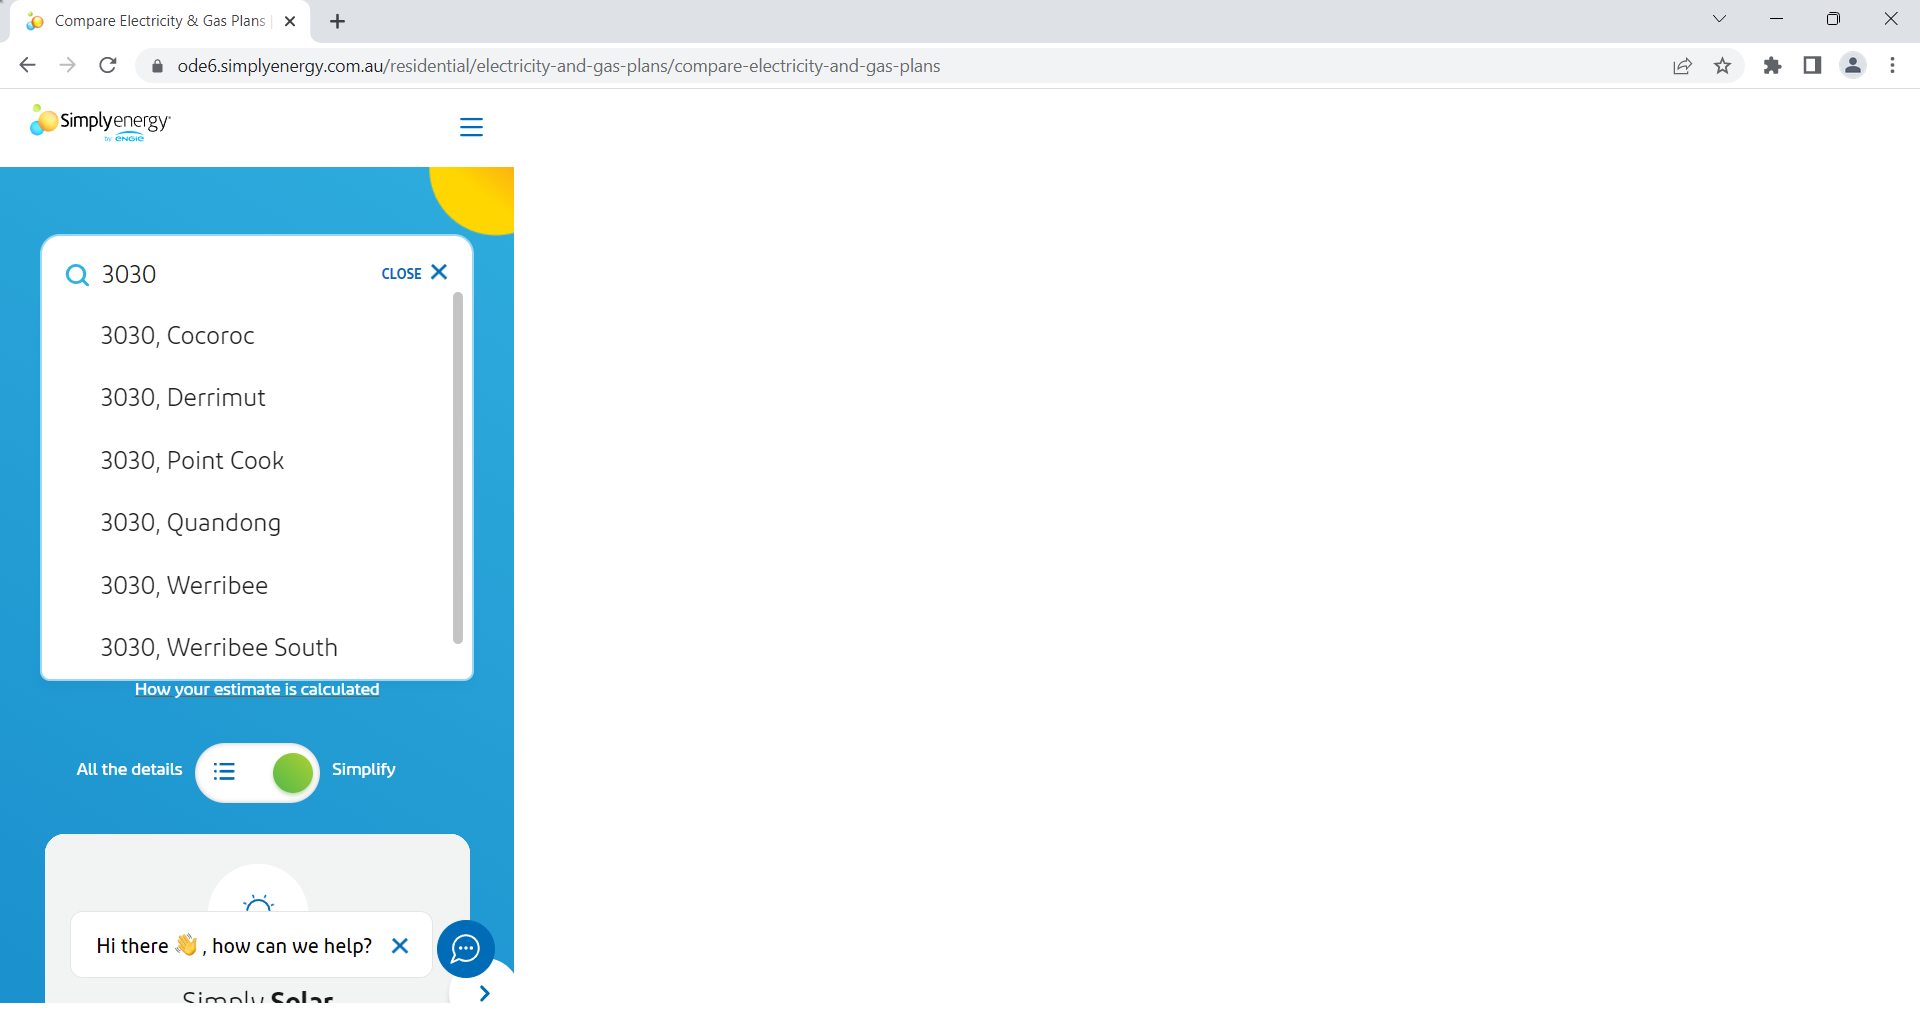 Compare Electricity & Gas Plans
ode6.simplyenergy.com.au/residential/electricity-and-gas-plans/compare-electricity-and-gas-plans
Simplyenergy
by ENGIE
3030
CLOSE
3030, Cocoroc
3030, Derrimut
3030, Point Cook
3030, Quandong
3030, Werribee
3030, Werribee South
How your estimate is calculated
All the details
Simplify
Hi there 👋, how can we help?
Simply Solar